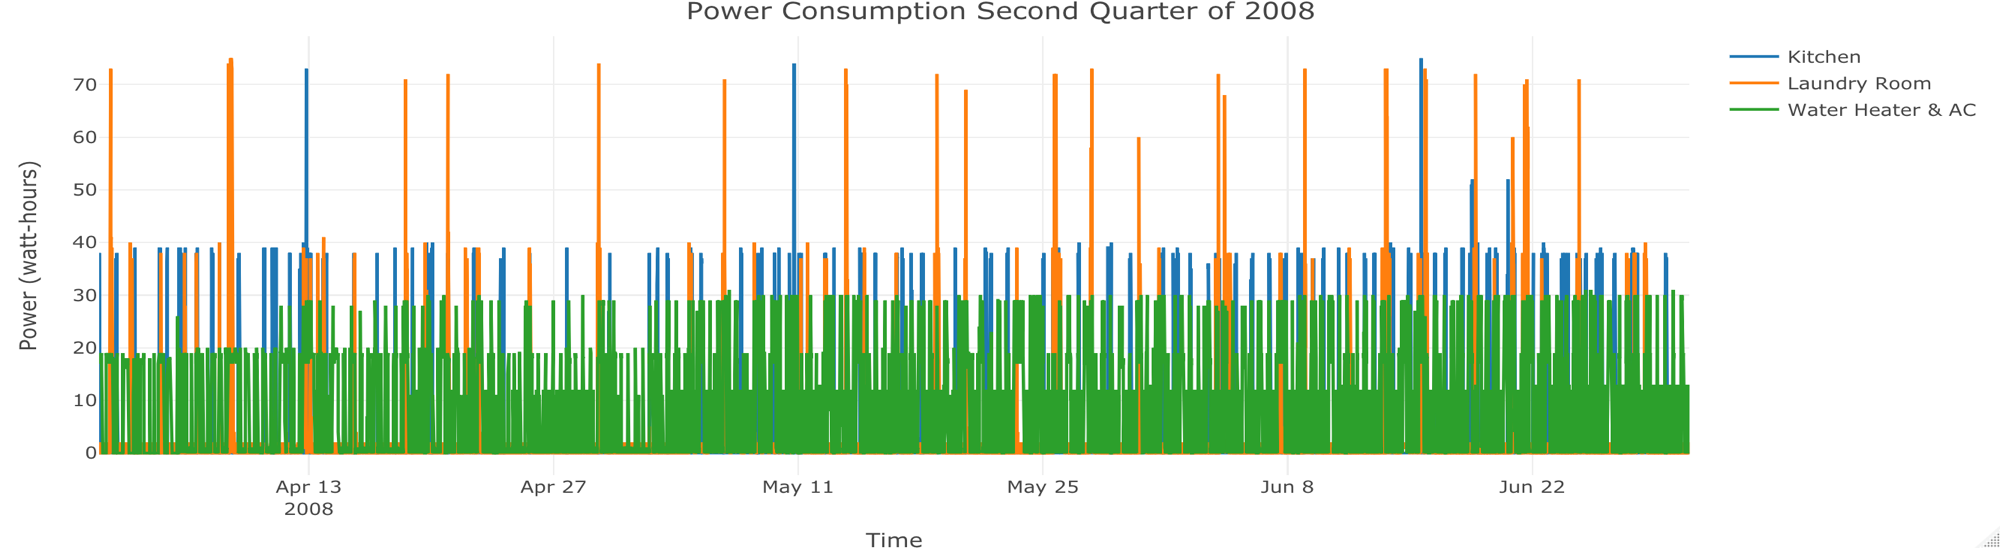 Power Consumption Second Quarter of 2008
Kitchen
Laundry Room
Water Heater & AC
Power (watt-hours)
70
60
50
40
30
20
10
0
Apr 13
2008
Apr 27
May 11
May 25
Jun 8
Jun 22
Time